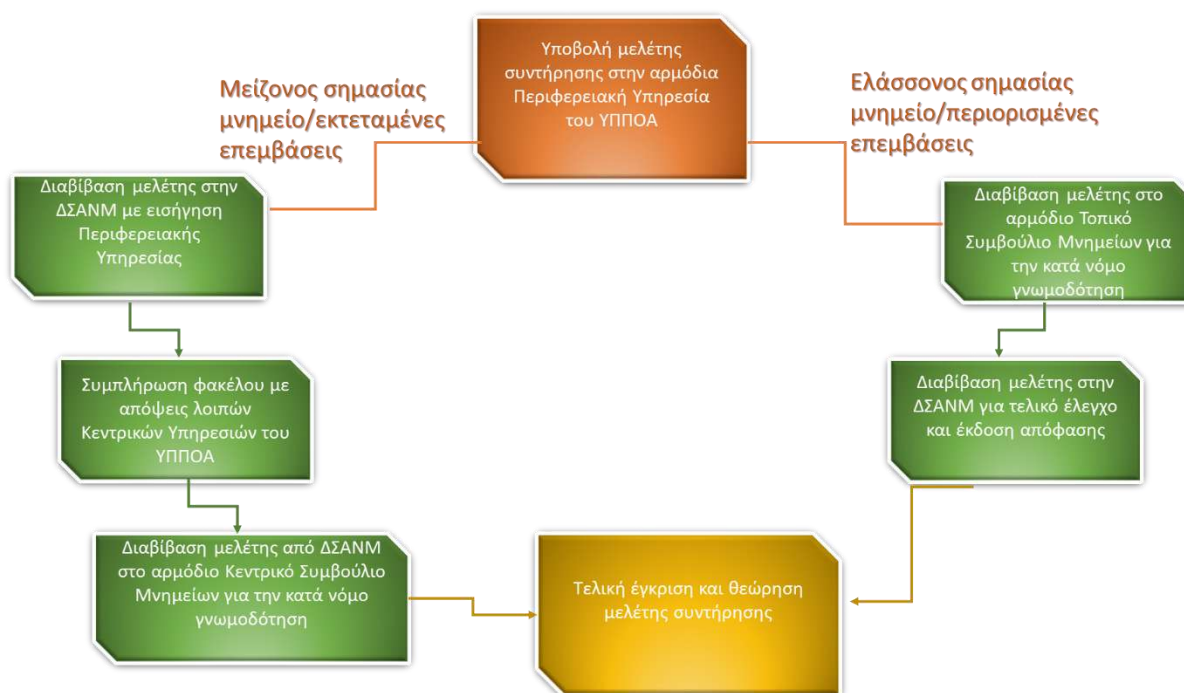 Υποβολή μελέτης
συντήρησης στην αρμόδια
Περιφερειακή Υπηρεσία
του ΥΠΠΟΑ
Μείζονος σημασίας
μνημείο/εκτεταμένες
επεμβάσεις
Ελάσσονος σημασίας
μνημείο/περιορισμένες
επεμβάσεις
Διαβίβαση μελέτης στην
ΔΣΑΝΜ με εισήγηση
Περιφερειακής
Υπηρεσίας
Διαβίβαση μελέτης στο
αρμόδιο Τοπικό
Συμβούλιο Μνημείων για
την κατά νόμο
γνωμοδότηση
Συμπλήρωση φακέλου με
απόψεις λοιπών
Κεντρικών Υπηρεσιών του
ΥΠΠΟΑ
Διαβίβαση μελέτης στην
ΔΣΑΝΜ για τελικό έλεγχο
και έκδοση απόφασης
Διαβίβαση μελέτης από ΔΣΑΝΜ
στο αρμόδιο Κεντρικό Συμβούλιο
Μνημείων για την κατά νόμο
γνωμοδότηση
Τελική έγκριση και θεώρηση
μελέτης συντήρησης